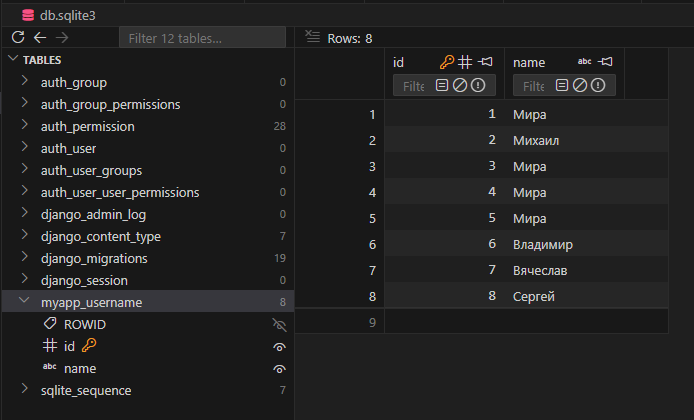 db.sqlite3
Filter 12 tables...
Rows: 8
TABLES
auth_group 0
auth_group_permissions 0
auth_permission 28
auth_user 0
auth_user_groups 0
auth_user_user_permissions 0
django_admin_log 0
django_content_type 7
django_migrations 19
django_session 0
myapp_username 8
ROWID
id
abc name
sqlite_sequence 7
id name abc
Filte Filte
1 1 Мира
2 2 Михаил
3 3 Мира
4 4 Мира
5 5 Мира
6 6 Владимир
7 7 Вячеслав
8 8 Сергей
9